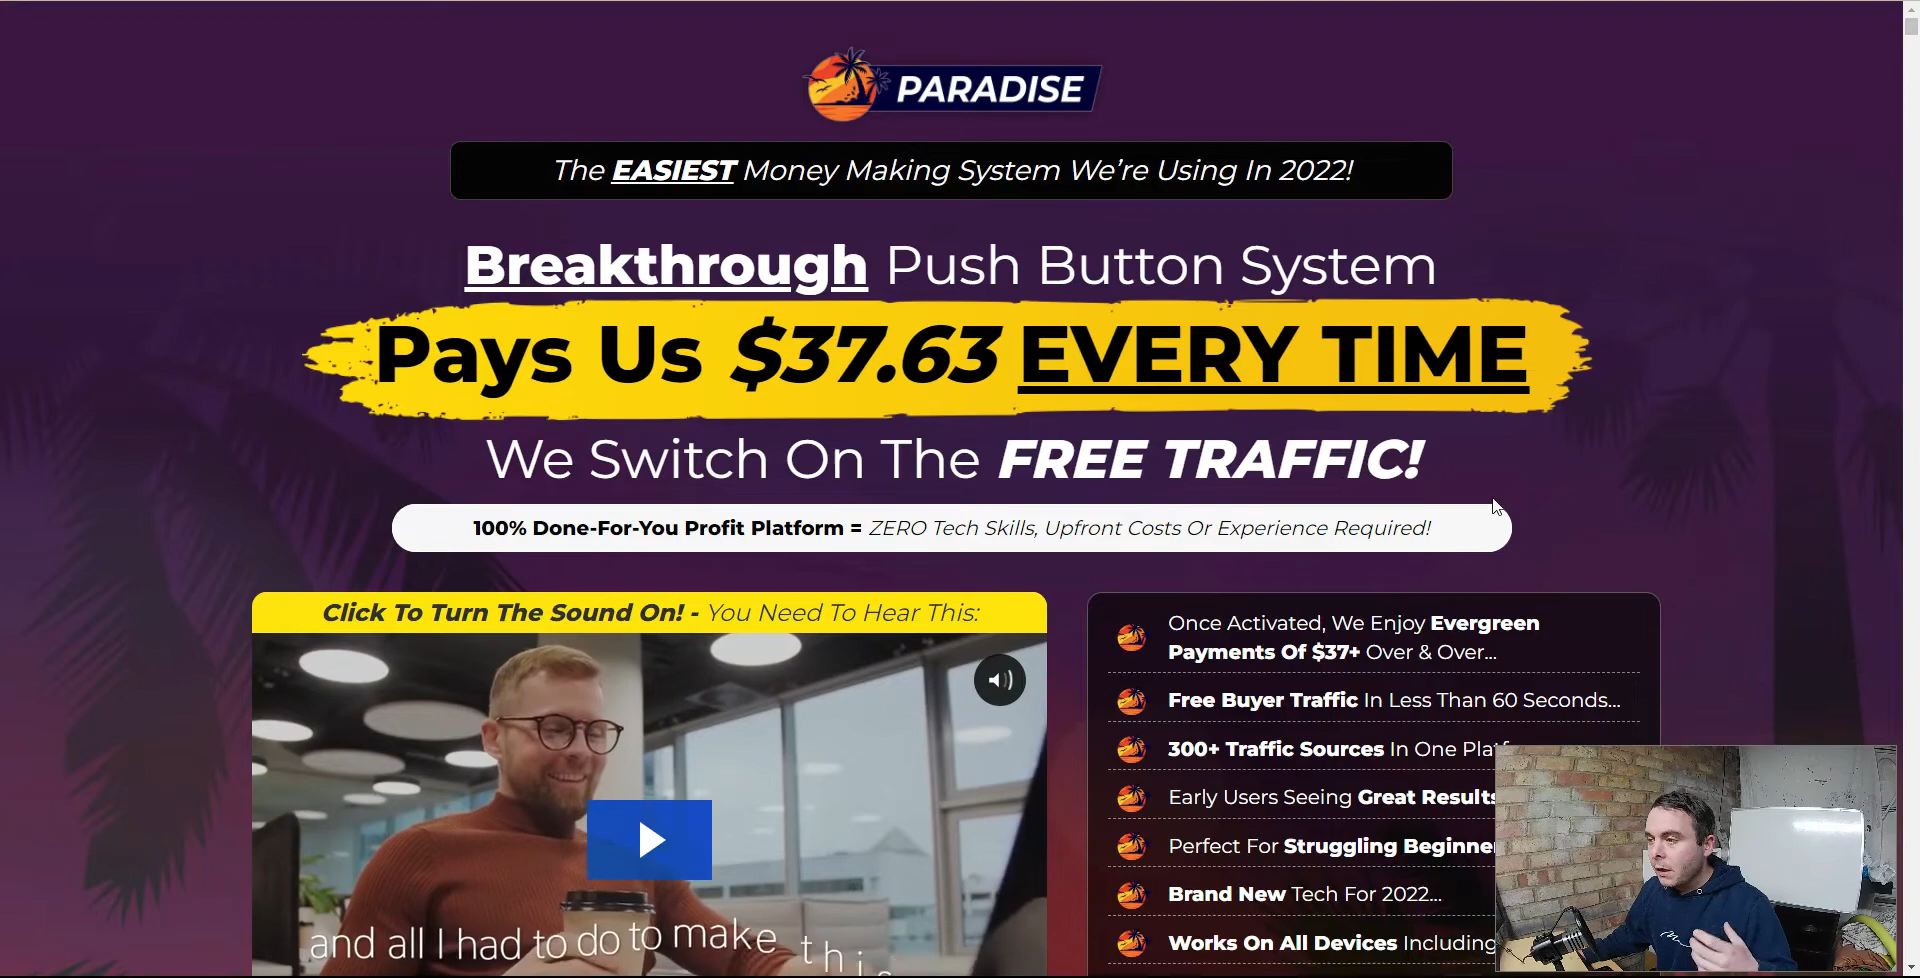 PARADISE
The EASIEST Money Making System We're Using In 2022!
Breakthrough Push Button System
Pays Us $37.63 EVERY TIME
We Switch On The FREE TRAFFIC!
100% Done-For-You Profit Platform = ZERO Tech Skills, Upfront Costs Or Experience Required!
Click To Turn The Sound On! - You Need To Hear This:
and all I had to do to make this
Once Activated, We Enjoy Evergreen
Payments Of $37+ Over & Over...
Free Buyer Traffic In Less Than 60 Seconds...
300+ Traffic Sources In One
Early Users Seeing Great Results
Perfect For Struggling
Brand New Tech For 2022...
Works On All Devices Including